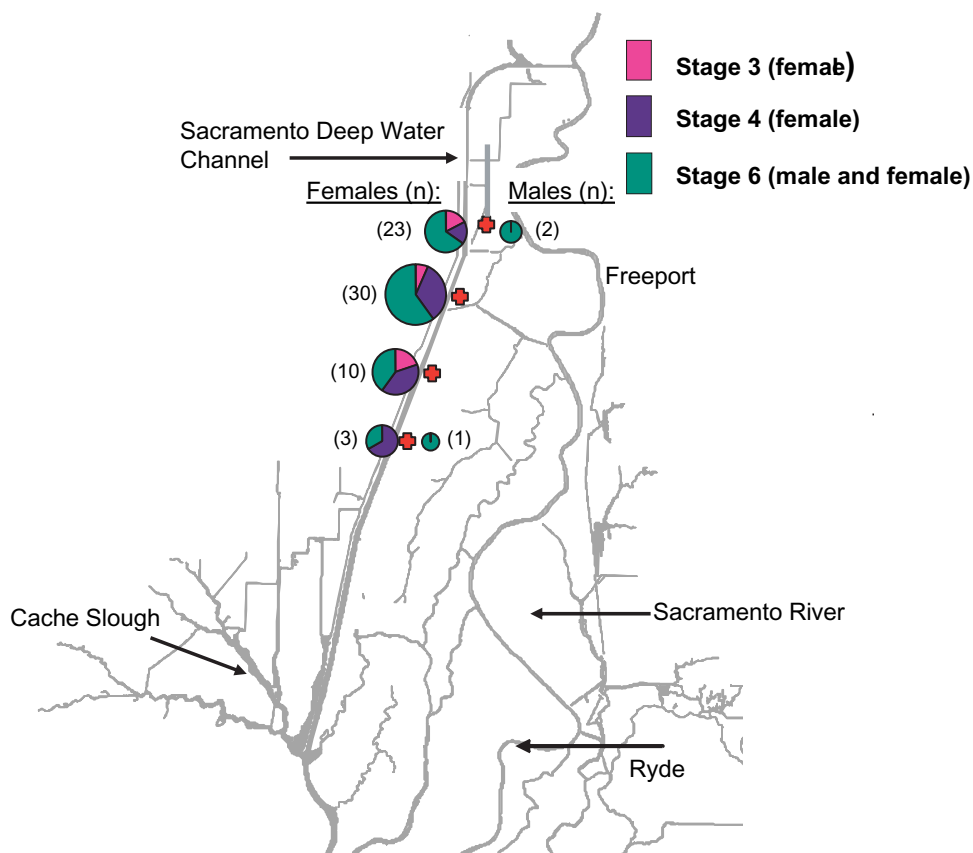 Stage 3 (female)
Stage 4 (female)
Stage 6 (male and female)
Sacramento Deep Water
Channel
Females (n):
Males (n):
(23)
(2)
Freeport
(30)
(10)
(3)
(1)
Cache Slough
Sacramento River
Ryde